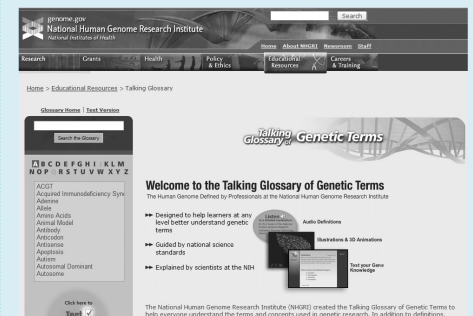 genome.gov
National Human Genome Research Institute
National Institutes of Health
Search
Home About NHGRI Newsroom Staff
Research Grants Health Policy & Ethics Educational Resources Careers & Training
Home > Educational Resources > Talking Glossary
Glossary Home | Text Version
Search the Glossary
A B C D E F G H I J K L M
N O P Q R S T U V W X Y Z
ACGT
Acquired Immunodeficiency Syn
Adenine
Allele
Amino Acids
Animal Model
Antibody
Anticodon
Antisense
Apoptosis
Autism
Autosomal Dominant
Autosome
Click here to
Test
Talking Glossary of Genetic Terms
Welcome to the Talking Glossary of Genetic Terms
The Human Genome Defined by Professionals at the National Human Genome Research Institute
Designed to help learners at any
level better understand genetic
terms
Guided by national science
standards
Explained by scientists at the NIH
Listen
Audio Definitions
Illustrations & 3D Animations
Test your Gene
Knowledge
The National Human Genome Research Institute (NHGRI) created the Talking Glossary of Genetic Terms to
help everyone understand the terms and concepts used in genetic research. In addition to definitions,